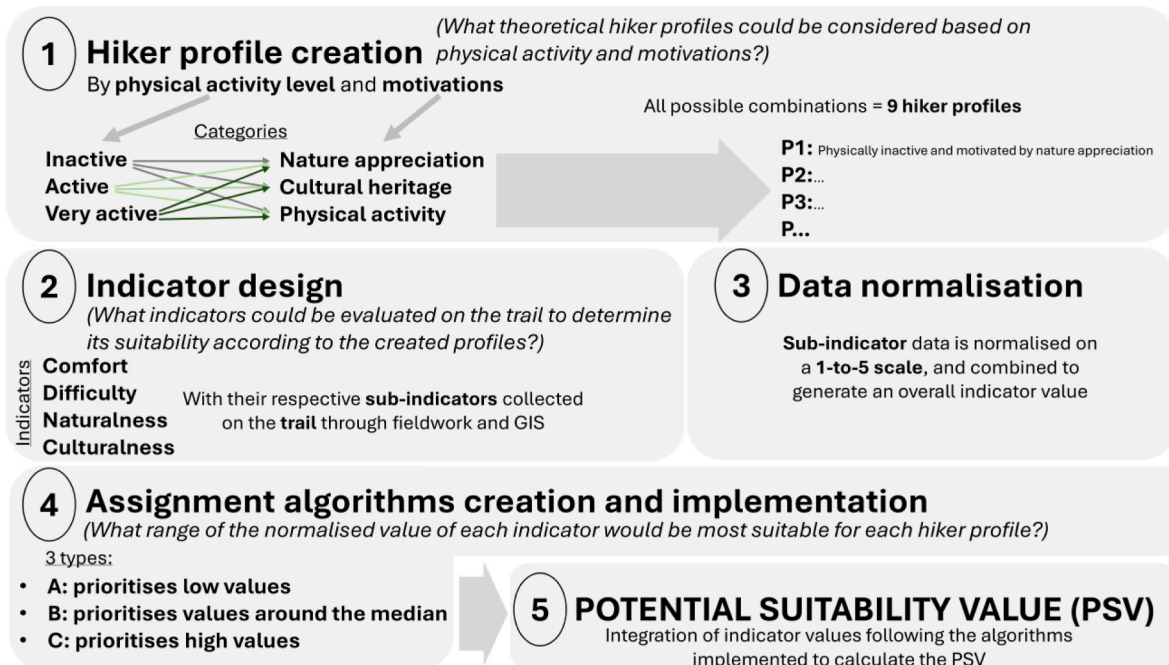 1
Hiker profile creation
(What theoretical hiker profiles could be considered based on
physical activity and motivations?)
By physical activity level and motivations
Categories
Inactive
Active
Very active
Nature appreciation
Cultural heritage
Physical activity
All possible combinations = 9 hiker profiles
P1: Physically inactive and motivated by nature appreciation
P2:...
P3:...
P...
2
Indicator design
(What indicators could be evaluated on the trail to determine
its suitability according to the created profiles?)
Indicators
Comfort
Difficulty
Naturalness
Culturalness
With their respective sub-indicators collected
on the trail through fieldwork and GIS
3
Data normalisation
Sub-indicator data is normalised on
a 1-to-5 scale, and combined to
generate an overall indicator value
4
Assignment algorithms creation and implementation
(What range of the normalised value of each indicator would be most suitable for each hiker profile?)
3 types:
• A: prioritises low values
• B: prioritises values around the median
• C: prioritises high values
5
POTENTIAL SUITABILITY VALUE (PSV)
Integration of indicator values following the algorithms
implemented to calculate the PSV